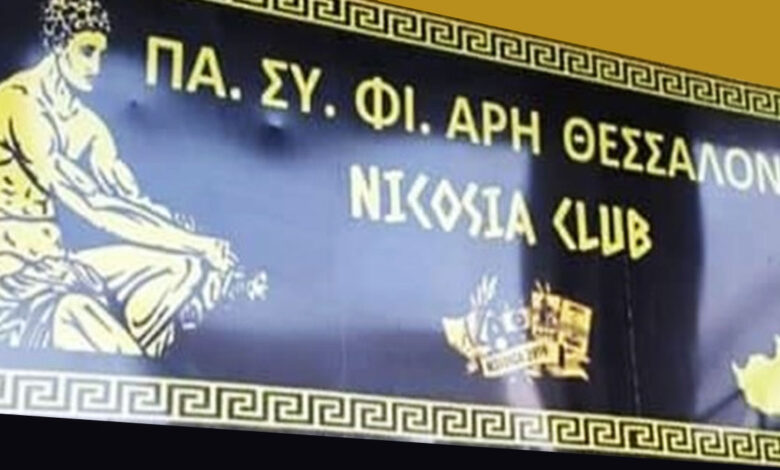 ΠΑ. ΣΥ. ΦΙ. ΑΡΗ ΘΕΣΣΑΛΟΝ
NICOSIA CLUB